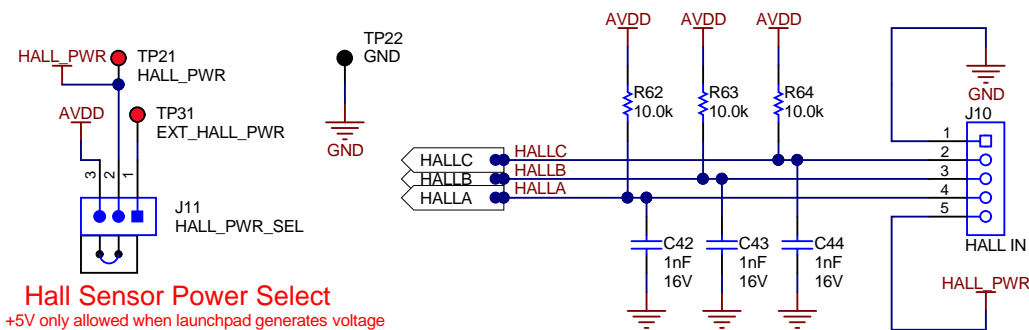 HALL_PWR
TP21
HALL_PWR
AVDD
TP31
EXT_HALL_PWR
3
2
1
J11
HALL_PWR_SEL
Hall Sensor Power Select
+5V only allowed when launchpad generates voltage
TP22
GND
GND
AVDD
AVDD
AVDD
R62
10.0k
R63
10.0k
R64
10.0k
HALLC
HALLC
HALLB
HALLB
HALLA
HALLA
C42
1nF
16V
C43
1nF
16V
C44
1nF
16V
GND
J10
1
2
3
4
5
HALL IN
HALL_PWR